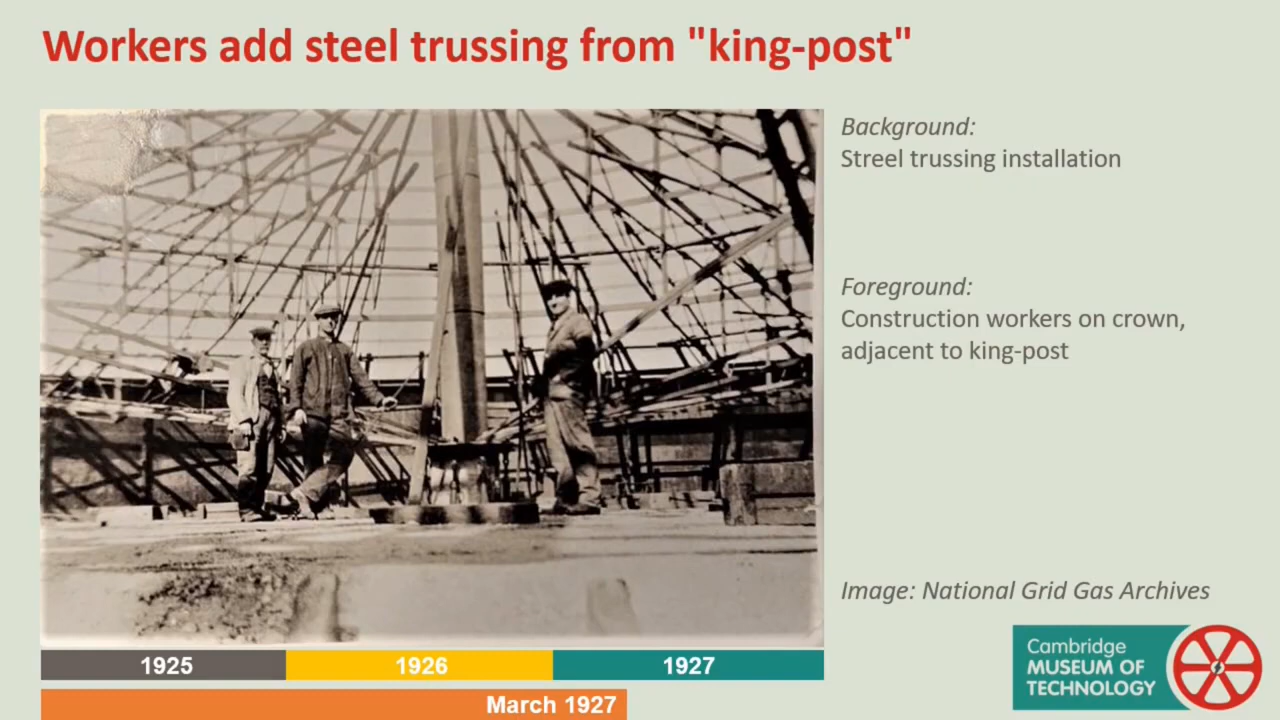 Workers add steel trussing from "king-post"
Background:
Streel trussing installation
Foreground:
Construction workers on crown,
adjacent to king-post
Image: National Grid Gas Archives
1925
1926
1927
March 1927
Cambridge
MUSEUM OF
TECHNOLOGY